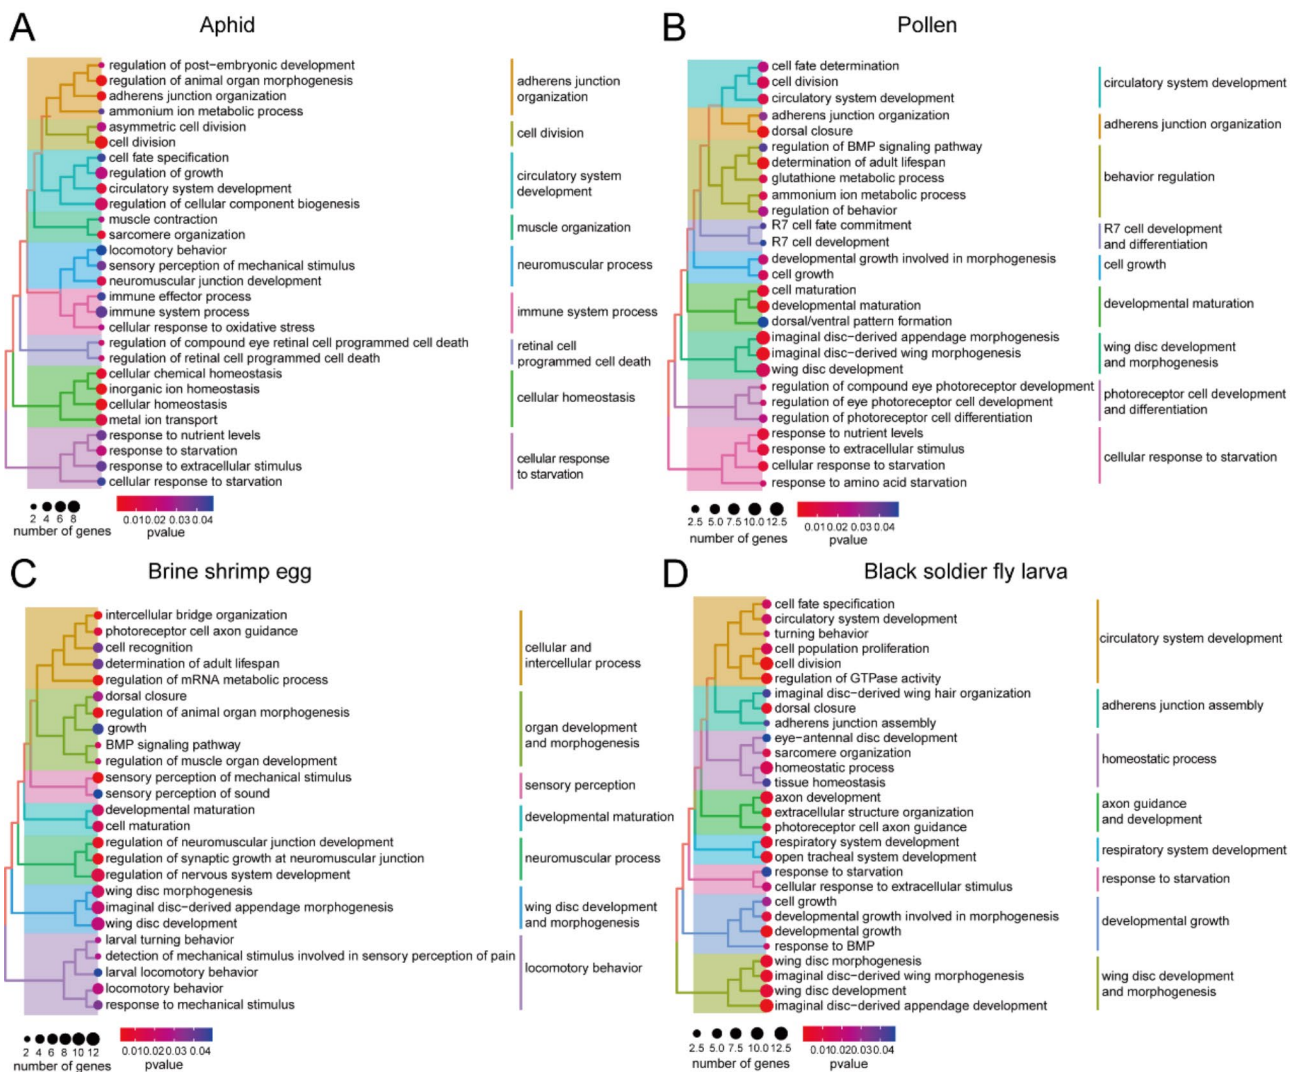 A
Aphid
regulation of post-embryonic development
regulation of animal organ morphogenesis
adherens junction organization
ammonium ion metabolic process
asymmetric cell division
cell division
cell fate specification
regulation of growth
circulatory system development
regulation of cellular component biogenesis
muscle contraction
sarcomere organization
locomotory behavior
sensory perception of mechanical stimulus
neuromuscular junction development
immune effector process
immune system process
cellular response to oxidative stress
regulation of compound eye retinal cell programmed cell death
regulation of retinal cell programmed cell death
cellular chemical homeostasis
inorganic ion homeostasis
cellular homeostasis
metal ion transport
response to nutrient levels
response to starvation
response to extracellular stimulus
cellular response to starvation
adherens junction
organization
cell division
circulatory system
development
muscle organization
neuromuscular process
immune system process
retinal cell
programmed cell death
cellular homeostasis
cellular response
to starvation
2 4 6 8
number of genes
0.01 0.02 0.03 0.04
pvalue
B
Pollen
cell fate determination
cell division
circulatory system development
adherens junction organization
dorsal closure
regulation of BMP signaling pathway
determination of adult lifespan
glutathione metabolic process
ammonium ion metabolic process
regulation of behavior
R7 cell fate commitment
R7 cell development
developmental growth involved in morphogenesis
cell growth
cell maturation
developmental maturation
dorsal/ventral pattern formation
imaginal disc-derived appendage morphogenesis
imaginal disc-derived wing morphogenesis
wing disc development
regulation of compound eye photoreceptor development
regulation of eye photoreceptor cell development
regulation of photoreceptor cell differentiation
response to nutrient levels
response to extracellular stimulus
cellular response to starvation
response to amino acid starvation
circulatory system development
adherens junction organization
behavior regulation
R7 cell development
and differentiation
cell growth
developmental maturation
wing disc development
and morphogenesis
photoreceptor cell development
and differentiation
cellular response to starvation
2.5 5.0 7.5 10.0 12.5
number of genes
0.01 0.02 0.03 0.04
pvalue
C
Brine shrimp egg
intercellular bridge organization
photoreceptor cell axon guidance
cell recognition
determination of adult lifespan
regulation of mRNA metabolic process
dorsal closure
regulation of animal organ morphogenesis
growth
BMP signaling pathway
regulation of muscle organ development
sensory perception of mechanical stimulus
sensory perception of sound
developmental maturation
cell maturation
regulation of neuromuscular junction development
regulation of synaptic growth at neuromuscular junction
regulation of nervous system development
wing disc morphogenesis
imaginal disc-derived appendage morphogenesis
wing disc development
larval turning behavior
detection of mechanical stimulus involved in sensory perception of pain
larval locomotory behavior
locomotory behavior
response to mechanical stimulus
cellular and
intercellular process
organ development
and morphogenesis
sensory perception
developmental maturation
neuromuscular process
wing disc development
and morphogenesis
locomotory behavior
2 4 6 8 10 12
number of genes
0.01 0.02 0.03 0.04
pvalue
D
Black soldier fly larva
cell fate specification
circulatory system development
turning behavior
cell population proliferation
cell division
regulation of GTPase activity
imaginal disc-derived wing hair organization
dorsal closure
adherens junction assembly
eye-antennal disc development
sarcomere organization
homeostatic process
tissue homeostasis
axon development
extracellular structure organization
photoreceptor cell axon guidance
respiratory system development
open tracheal system development
response to starvation
cellular response to extracellular stimulus
cell growth
developmental growth involved in morphogenesis
developmental growth
response to BMP
wing disc morphogenesis
imaginal disc-derived wing morphogenesis
wing disc development
imaginal disc-derived appendage development
circulatory system development
adherens junction assembly
homeostatic process
axon guidance
and development
respiratory system development
response to starvation
developmental growth
wing disc development
and morphogenesis
2.5 5.0 7.5 10.0 12.5
number of genes
0.01 0.02 0.03 0.04
pvalue